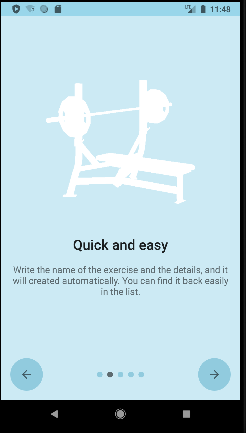 11:48
Quick and easy
Write the name of the exercise and the details, and it
will created automatically. You can find it back easily
in the list.